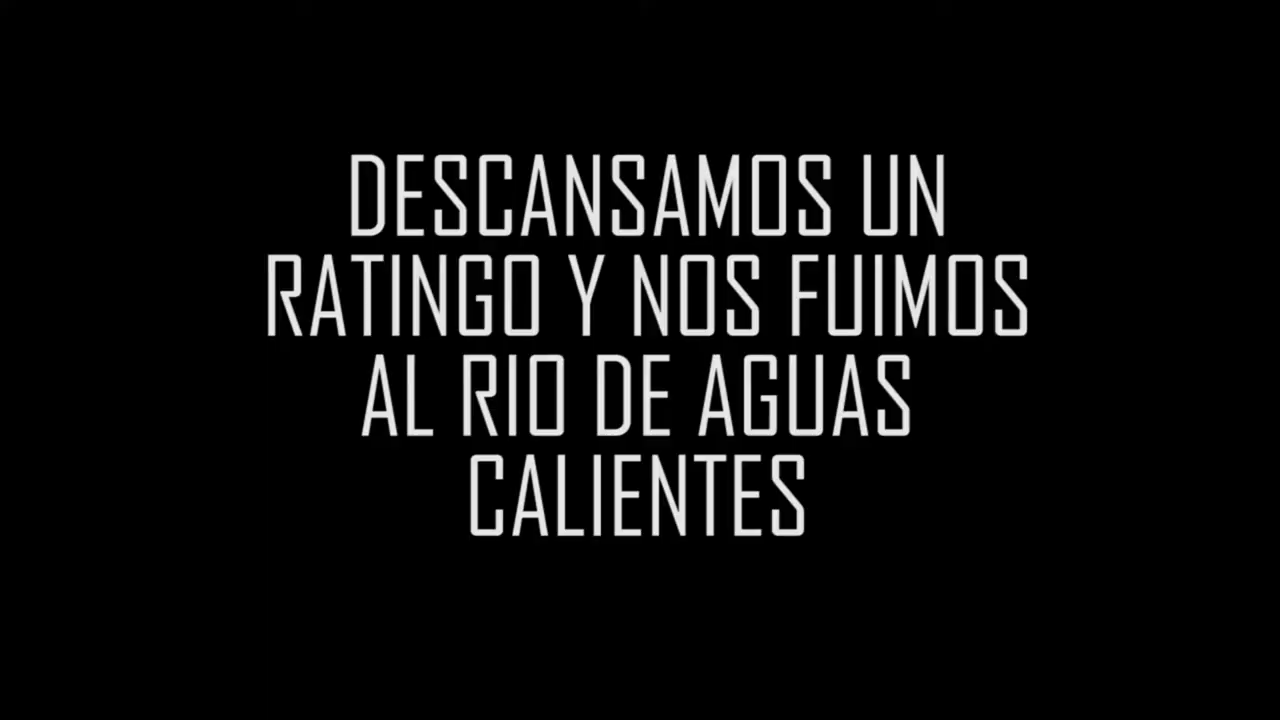 DESCANSAMOS UN
RATINGO Y NOS FUIMOS
AL RIO DE AGUAS
CALIENTES